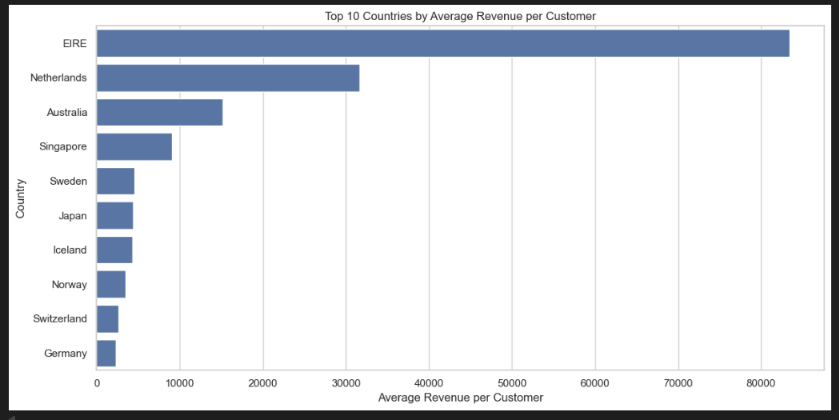 Top 10 Countries by Average Revenue per Customer
Country
EIRE
Netherlands
Australia
Singapore
Sweden
Japan
Iceland
Norway
Switzerland
Germany
0 10000 20000 30000 40000 50000 60000 70000 80000
Average Revenue per Customer